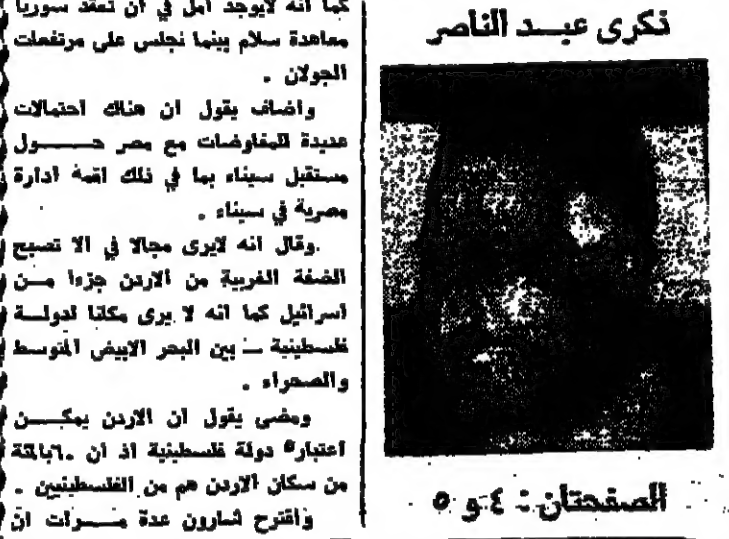 ذكرى عبد الناصر
الصفحتان : ٤ و ٥
كما انه لايوجد امل في ان تعقد سوريا
معاهدة سلام بينما نجلس على مرتفعات
الجولان .
واضاف يقول ان هناك احتمالات
عديدة للمفاوضات مع مصر حول
مستقبل سيناء بما في ذلك اقمة ادارة
مصرية في سيناء .
.وقال انه لايرى مجالا في الا تصبح
الضفة الغربية من الاردن جزءا من
اسرائيل كما انه لا يرى مكانا لدولة
فلسطينية – بين البحر الابيض المتوسط
والصحراء .
ومضى يقول ان الاردن يمكن
اعتباره دولة فلسطينية اذ ان ٦٠بالمئة
من سكان الاردن هم من الفلسطينيين .
واقترح شارون عدة مرات ان